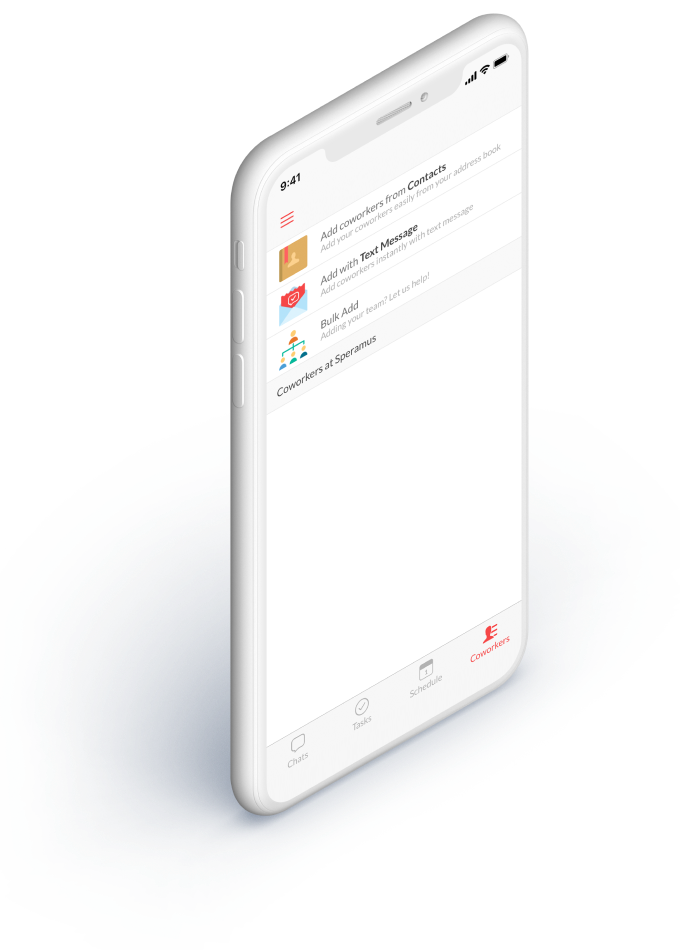 9:41
Add coworkers from Contacts
Add your coworkers easily from your address book
Add with Text Message
Add coworkers instantly with text message
Bulk Add
Adding your team? Let us help!
Coworkers at Speramus
Chats
Tasks
1
Schedule
Coworkers